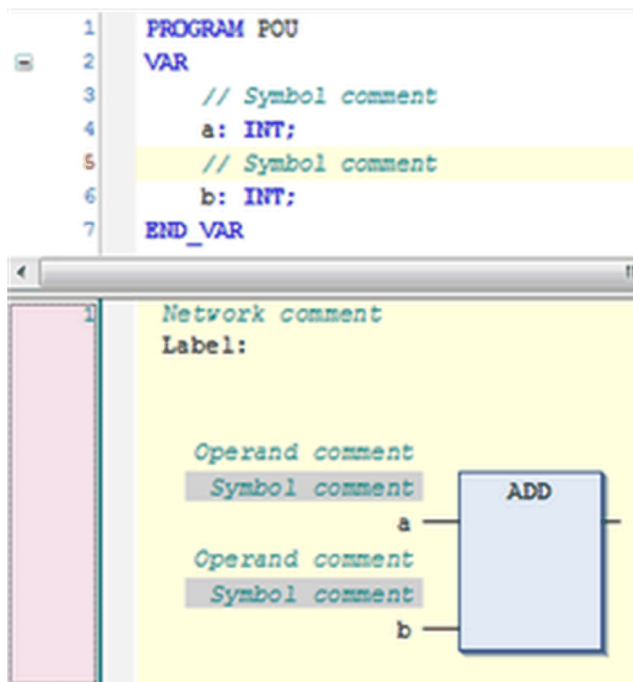 1 PROGRAM POU
2 VAR
3 // Symbol comment
4 a: INT;
5 // Symbol comment
6 b: INT;
7 END_VAR
1 Network comment
Label:
Operand comment
Symbol comment
ADD
a
Operand comment
Symbol comment
b